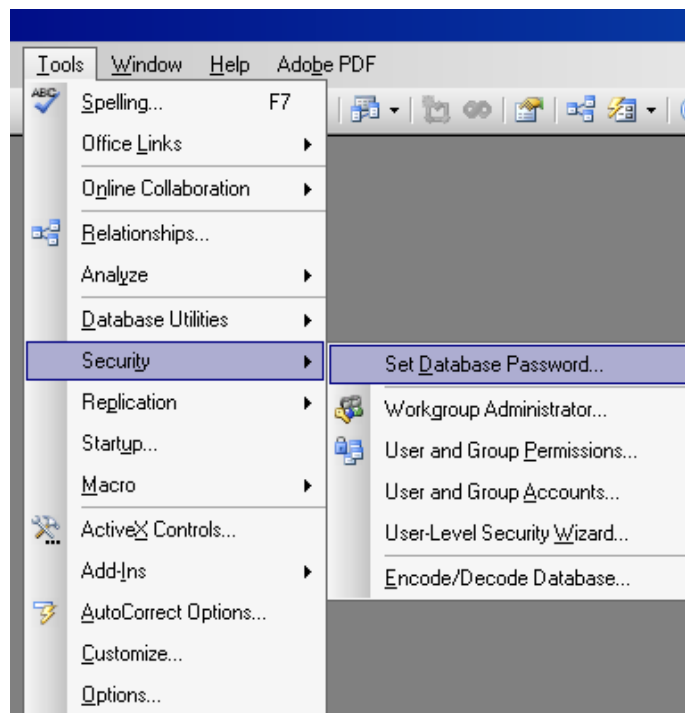 Tools Window Help Adobe PDF
ABC
Spelling... F7
Office Links
Online Collaboration
Relationships...
Analyze
Database Utilities
Security
Replication
Startup...
Macro
ActiveX Controls...
Add-Ins
AutoCorrect Options...
Customize...
Options...
Set Database Password...
Workgroup Administrator...
User and Group Permissions...
User and Group Accounts...
User-Level Security Wizard...
Encode/Decode Database...